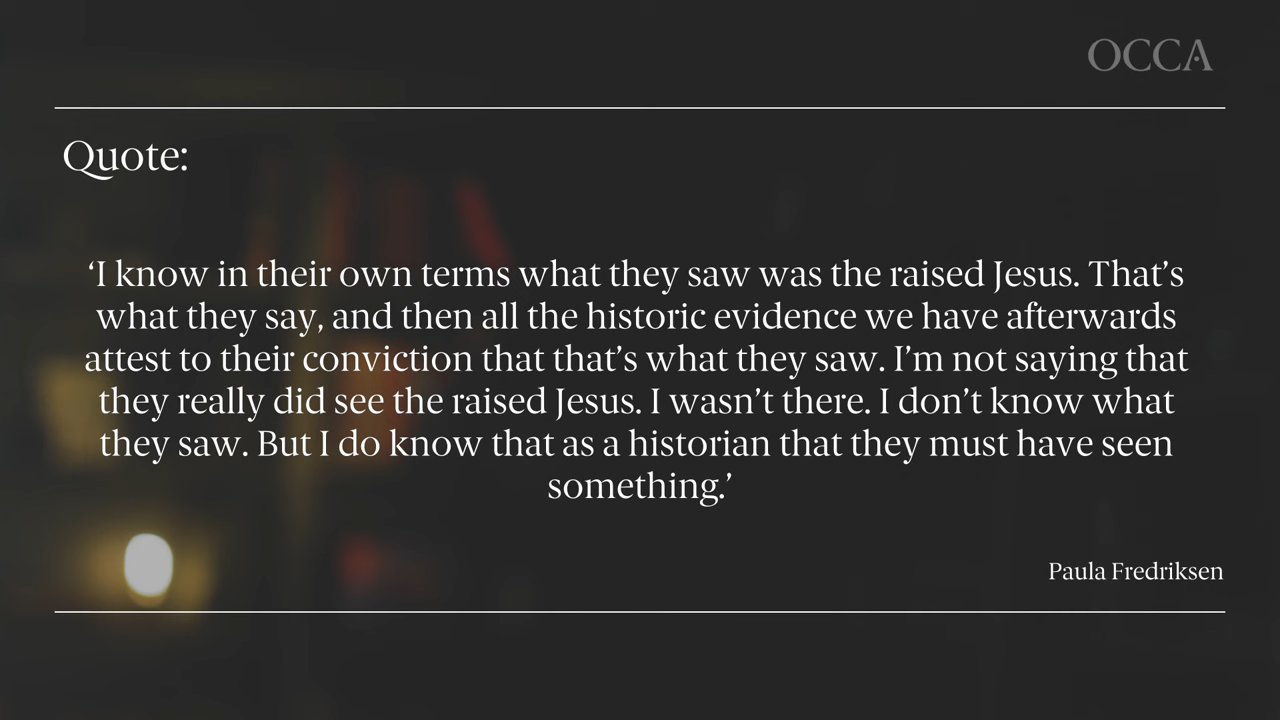 OCCA
Quote:
‘I know in their own terms what they saw was the raised Jesus. That’s
what they say, and then all the historic evidence we have afterwards
attest to their conviction that that’s what they saw. I’m not saying that
they really did see the raised Jesus. I wasn’t there. I don’t know what
they saw. But I do know that as a historian that they must have seen
something.’
Paula Fredriksen